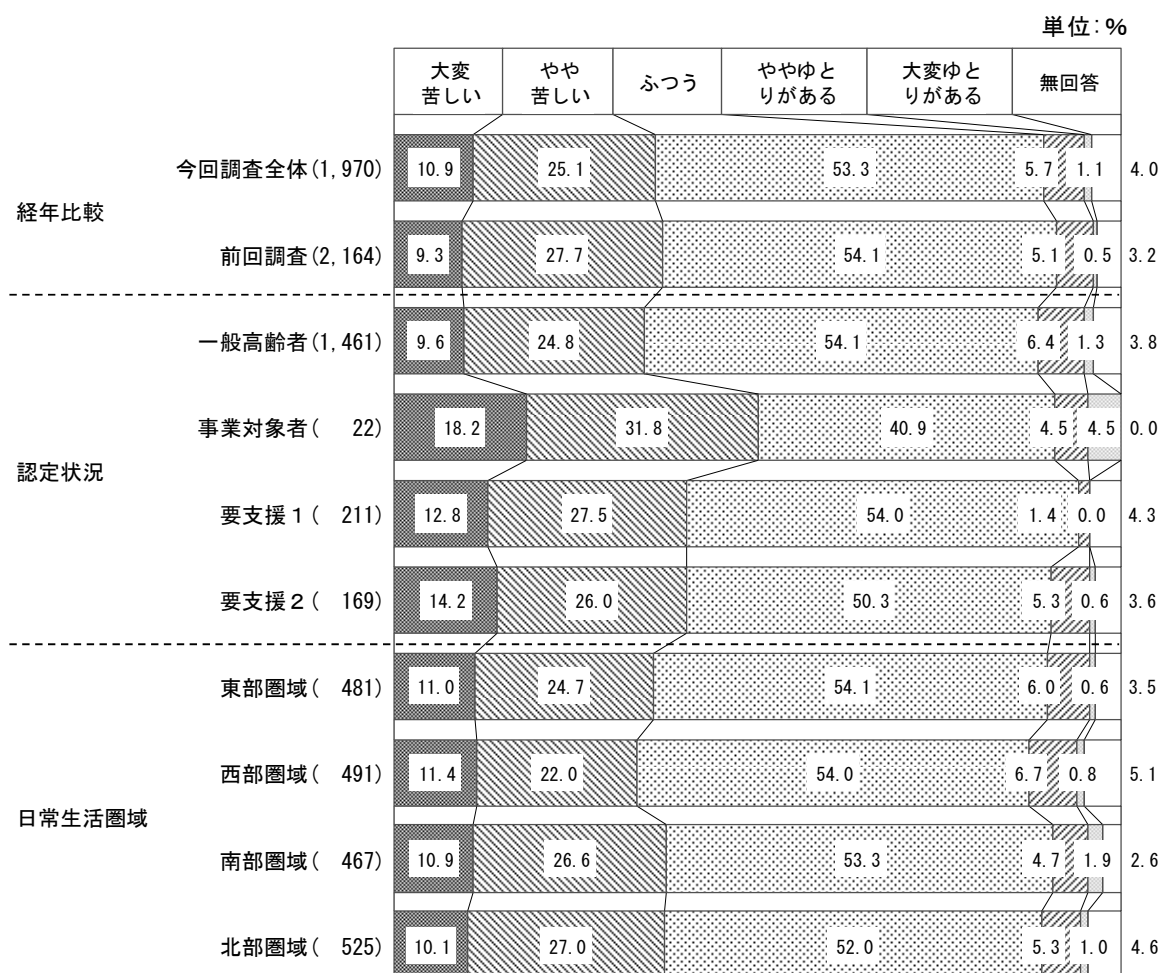 単位：％
大変
苦しい
やや
苦しい
ふつう
ややゆと
りがある
大変ゆと
りがある
無回答
経年比較
今回調査全体(1,970) 10.9 25.1 53.3 5.7 1.1 4.0
前回調査(2,164) 9.3 27.7 54.1 5.1 0.5 3.2
認定状況
一般高齢者(1,461) 9.6 24.8 54.1 6.4 1.3 3.8
事業対象者(　22) 18.2 31.8 40.9 4.5 4.5 0.0
要支援１(　211) 12.8 27.5 54.0 1.4 0.0 4.3
要支援２(　169) 14.2 26.0 50.3 5.3 0.6 3.6
日常生活圏域
東部圏域(　481) 11.0 24.7 54.1 6.0 0.6 3.5
西部圏域(　491) 11.4 22.0 54.0 6.7 0.8 5.1
南部圏域(　467) 10.9 26.6 53.3 4.7 1.9 2.6
北部圏域(　525) 10.1 27.0 52.0 5.3 1.0 4.6